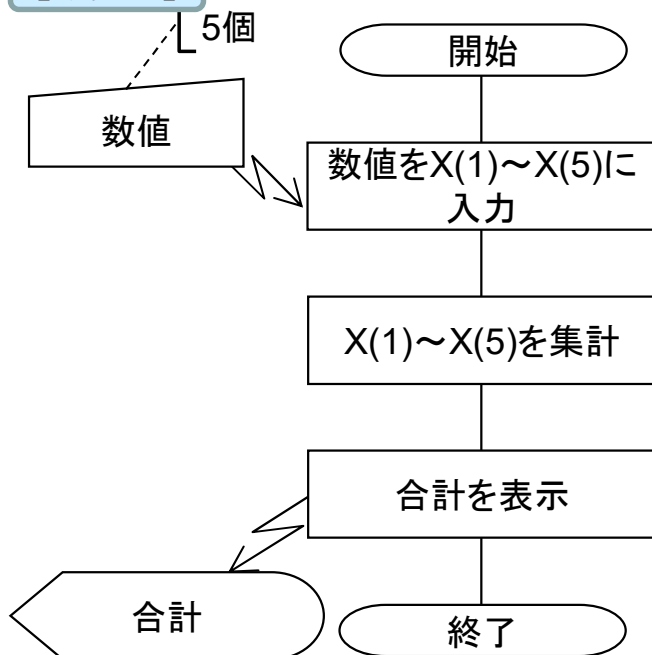 5個
開始
数値
数値をX(1)～X(5)に
入力
X(1)～X(5)を集計
合計を表示
合計
終了